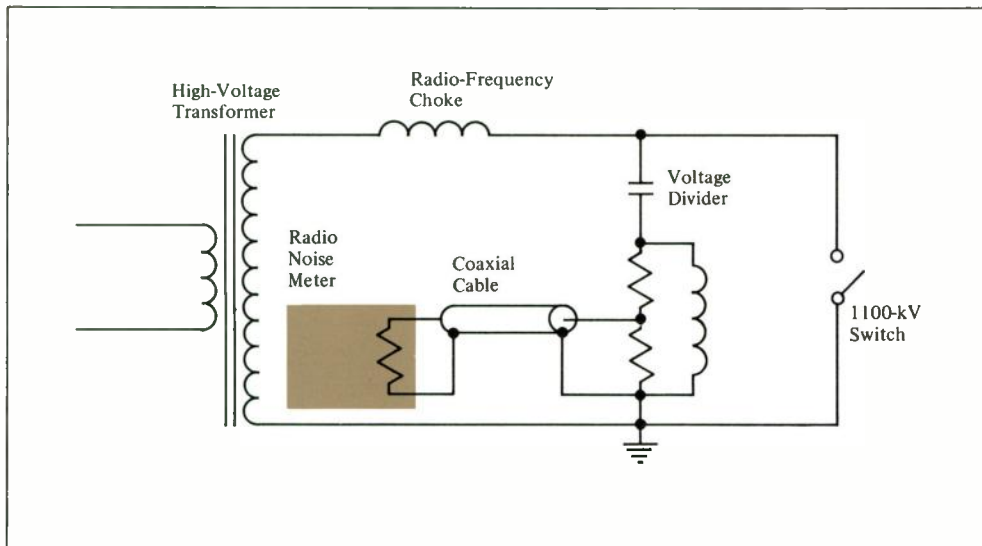 High-Voltage
Transformer
Radio-Frequency
Choke
Voltage
Divider
Radio
Noise
Meter
Coaxial
Cable
1100-kV
Switch